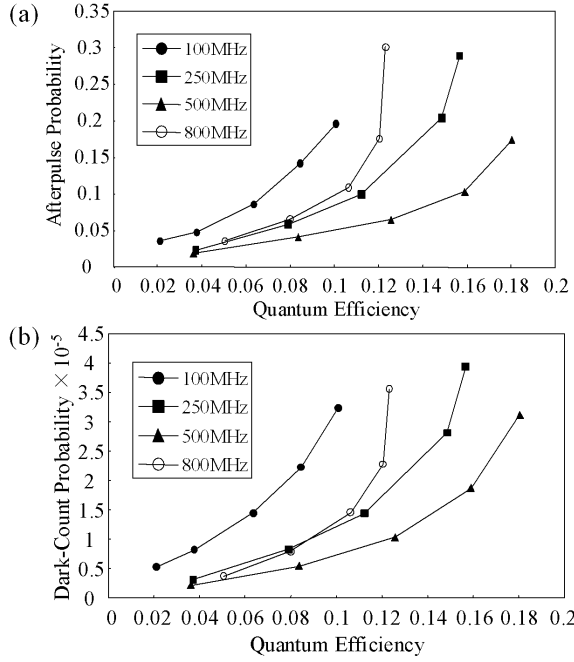 (a)
Afterpulse Probability
0.35
0.3
0.25
0.2
0.15
0.1
0.05
0
100MHz
250MHz
500MHz
800MHz
0 0.02 0.04 0.06 0.08 0.1 0.12 0.14 0.16 0.18 0.2
Quantum Efficiency
(b)
Dark-Count Probability × 10⁻⁵
4.5
4
3.5
3
2.5
2
1.5
1
0.5
0
100MHz
250MHz
500MHz
800MHz
0 0.02 0.04 0.06 0.08 0.1 0.12 0.14 0.16 0.18 0.2
Quantum Efficiency